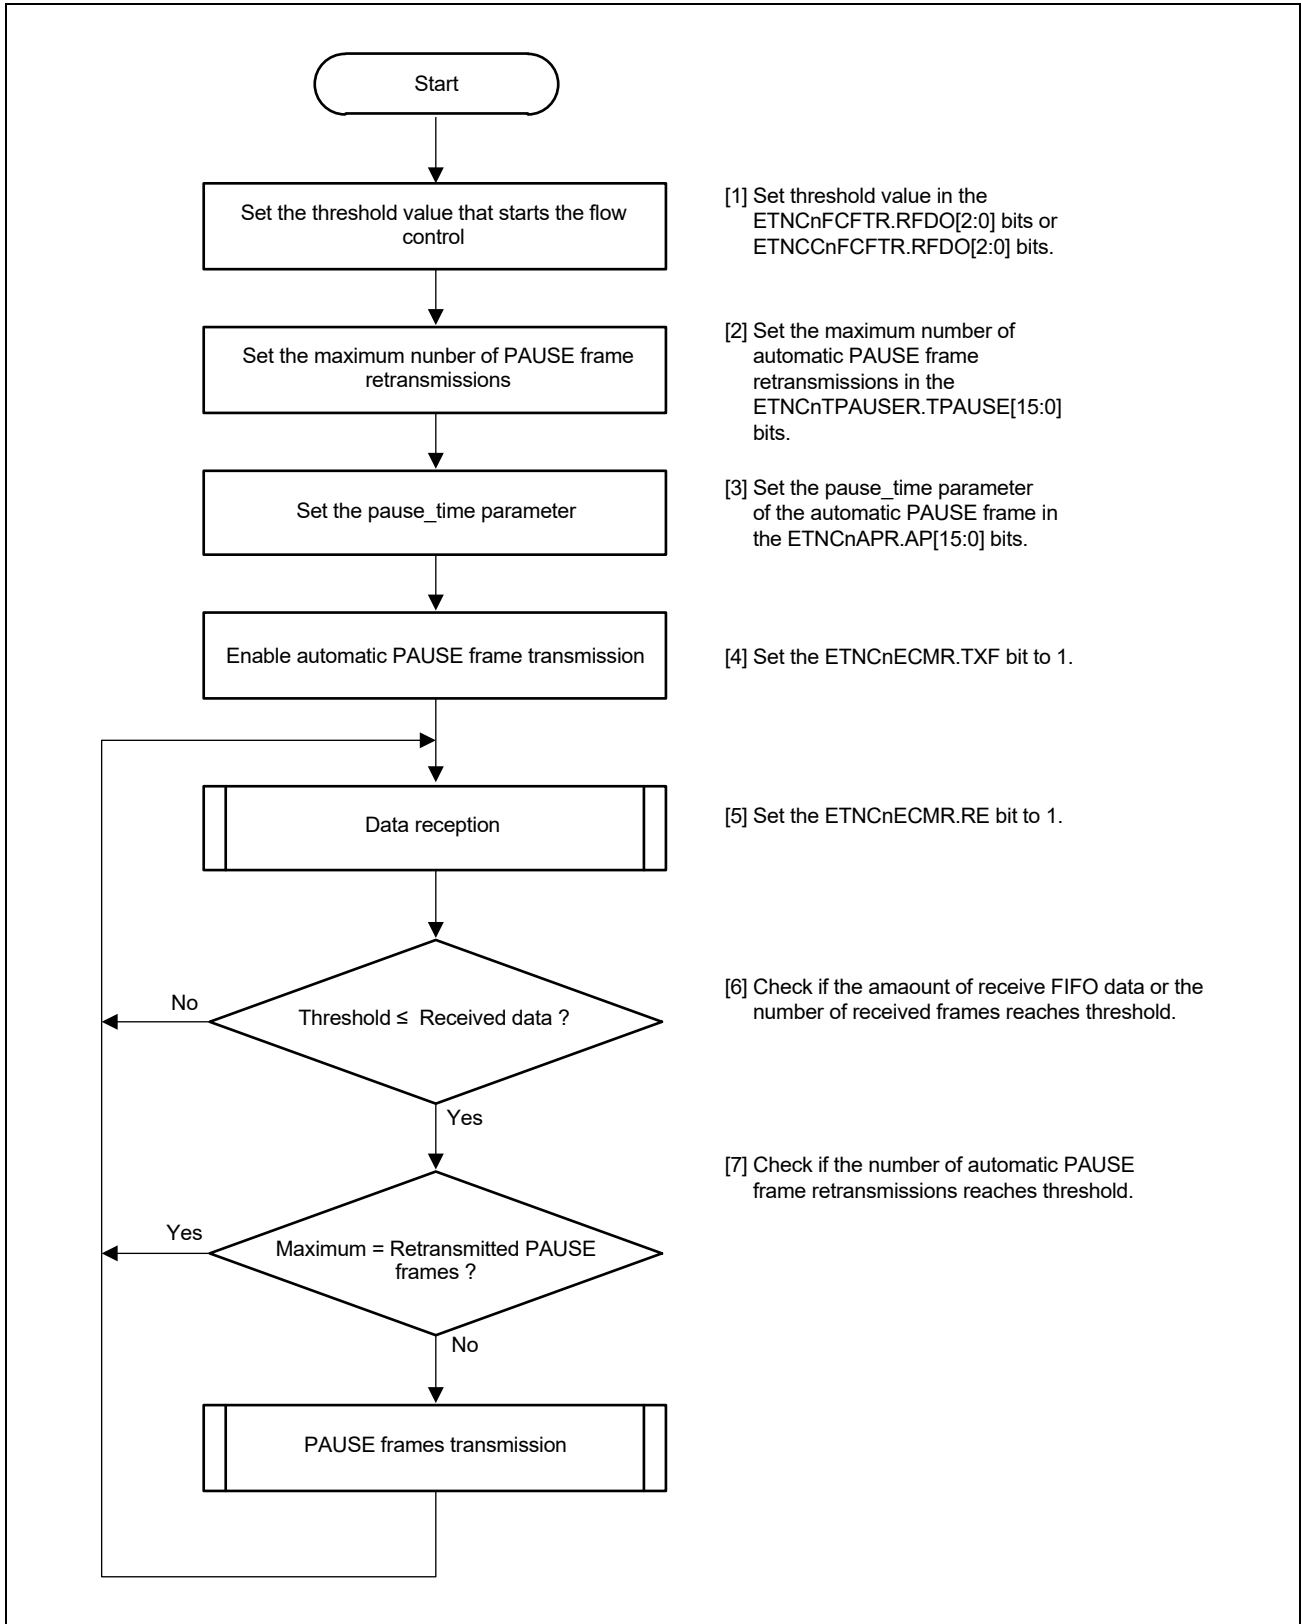 Start
Set the threshold value that starts the flow
control
[1] Set threshold value in the
ETNCnFCFTR.RFDO[2:0] bits or
ETNCCnFCFTR.RFDO[2:0] bits.
Set the maximum nunber of PAUSE frame
retransmissions
[2] Set the maximum number of
automatic PAUSE frame
retransmissions in the
ETNCnTPAUSER.TPAUSE[15:0]
bits.
Set the pause_time parameter
[3] Set the pause_time parameter
of the automatic PAUSE frame in
the ETNCnAPR.AP[15:0] bits.
Enable automatic PAUSE frame transmission
[4] Set the ETNCnECMR.TXF bit to 1.
Data reception
[5] Set the ETNCnECMR.RE bit to 1.
No
Threshold ≤ Received data ?
[6] Check if the amaount of receive FIFO data or the
number of received frames reaches threshold.
Yes
[7] Check if the number of automatic PAUSE
frame retransmissions reaches threshold.
Yes
Maximum = Retransmitted PAUSE
frames ?
No
PAUSE frames transmission